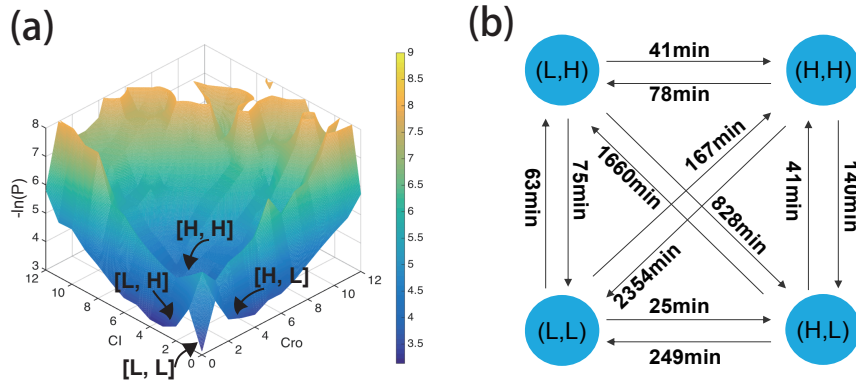 (a)
-ln(P)
8
7
6
5
4
3
12
10
8
6
4
2
0
CI
0
2
4
6
8
10
12
Cro
[H, H]
[L, H]
[H, L]
[L, L]
9
8.5
8
7.5
7
6.5
6
5.5
5
4.5
4
3.5
(b)
(L,H)
41min
78min
(H,H)
63min
75min
1660min
167min
828min
2354min
41min
140min
(L,L)
25min
249min
(H,L)